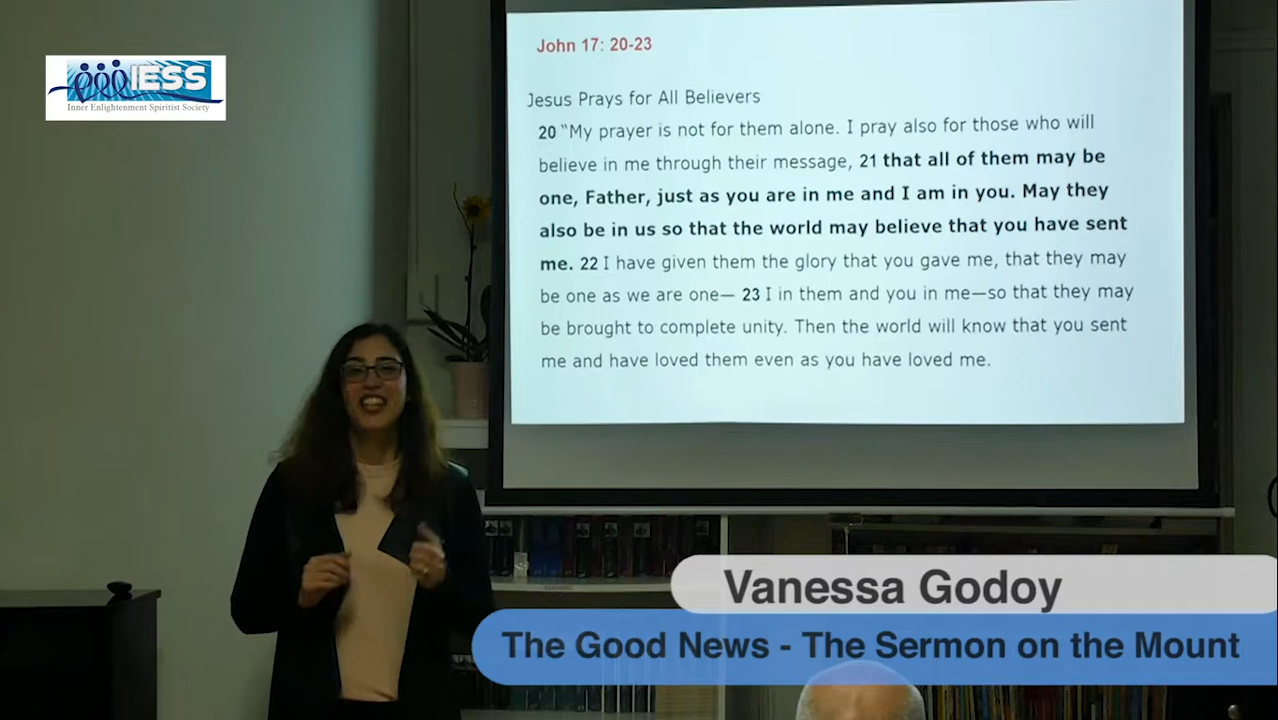 IESS
Inner Enlightenment Spiritist Society
John 17: 20-23
Jesus Prays for All Believers
20 “My prayer is not for them alone. I pray also for those who will
believe in me through their message, 21 that all of them may be
one, Father, just as you are in me and I am in you. May they
also be in us so that the world may believe that you have sent
me. 22 I have given them the glory that you gave me, that they may
be one as we are one— 23 I in them and you in me—so that they may
be brought to complete unity. Then the world will know that you sent
me and have loved them even as you have loved me.
Vanessa Godoy
The Good News - The Sermon on the Mount